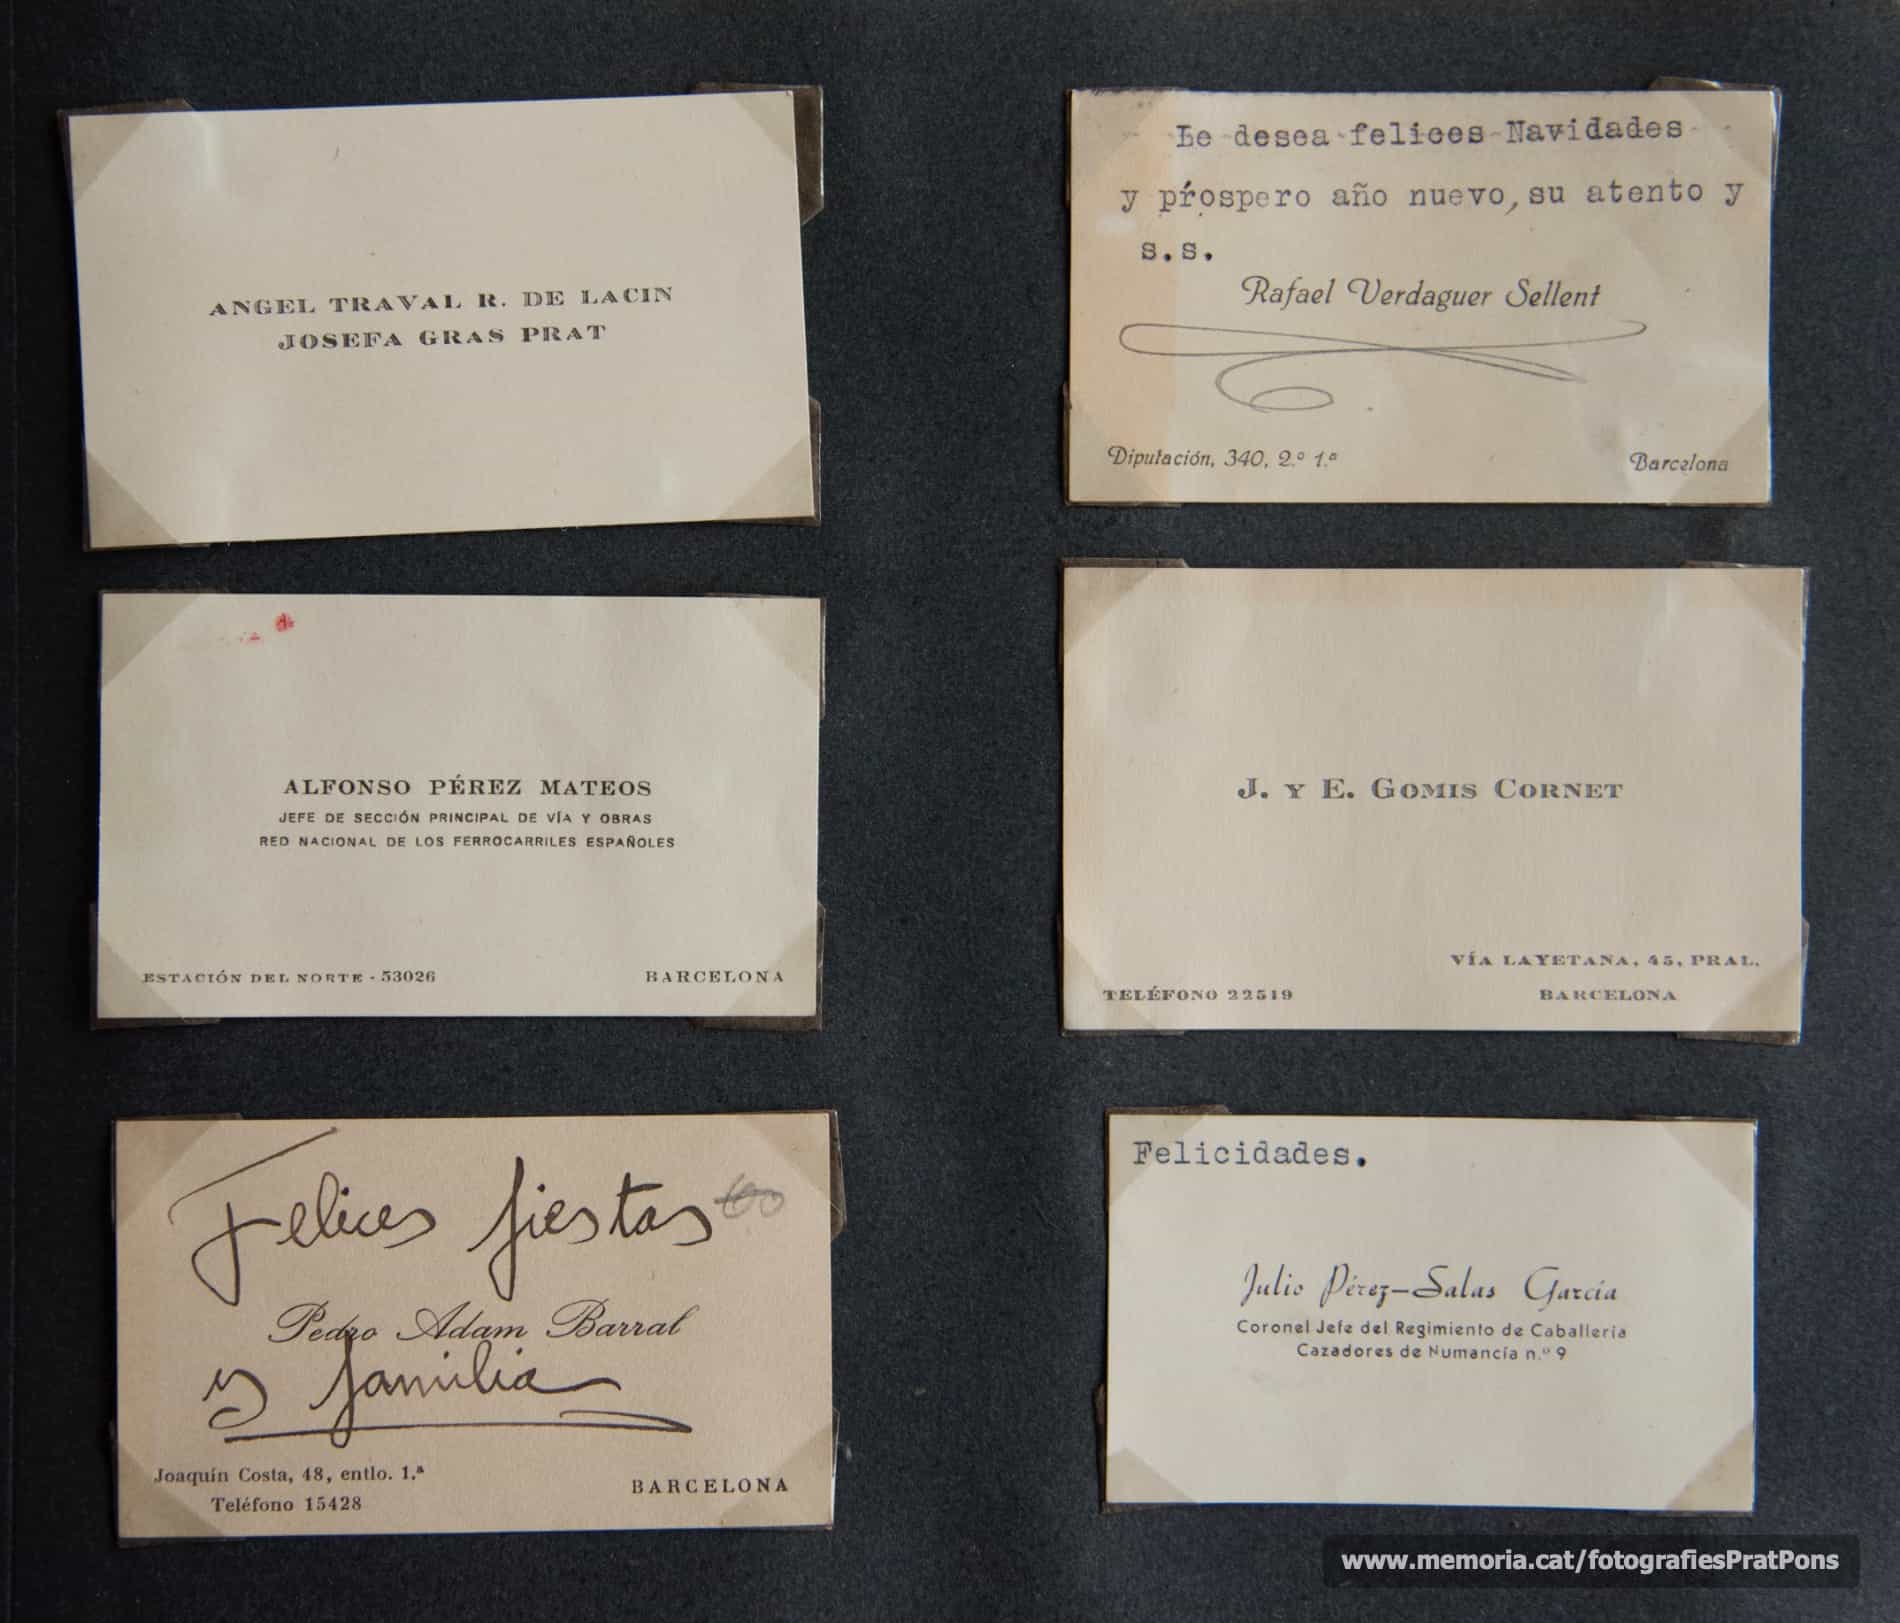 ANGEL TRAVAL R. DE LACIN
JOSEFA GRAS PRAT
Le desea felices Navidades
y próspero año nuevo, su atento y
s.s.
Rafael Verdaguer Sellent
Diputación, 340, 2.º 1.ª
Barcelona
ALFONSO PÉREZ MATEOS
JEFE DE SECCIÓN PRINCIPAL DE VÍA Y OBRAS
RED NACIONAL DE LOS FERROCARRILES ESPAÑOLES
ESTACIÓN DEL NORTE - 53026
BARCELONA
J. Y E. GOMIS CORNET
VÍA LAYETANA, 45, PRAL.
TELÉFONO 22519
BARCELONA
Felices fiestas
Pedro Adam Barral
y familia
Joaquín Costa, 48, entlo. 1.ª
Teléfono 15428
BARCELONA
Felicidades.
Julio Pérez-Salas García
Coronel Jefe del Regimiento de Caballería
Cazadores de Numancia n.º 9
www.memoria.cat/fotografiesPratPons